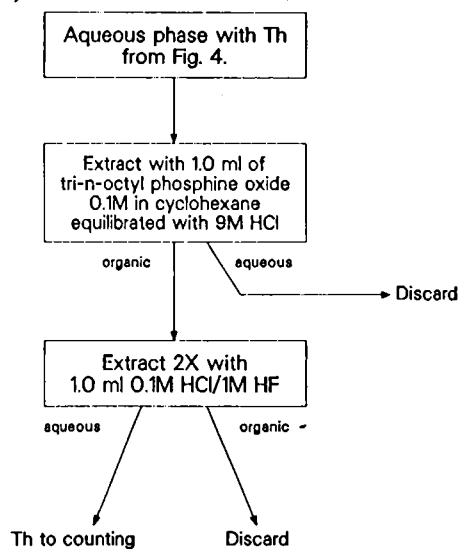 Aqueous phase with Th
from Fig. 4.
Extract with 1.0 ml of
tri-n-octyl phosphine oxide
0.1M in cyclohexane
equilibrated with 9M HCl
organic
aqueous
Discard
Extract 2X with
1.0 ml 0.1M HCl/1M HF
aqueous
organic
Th to counting
Discard